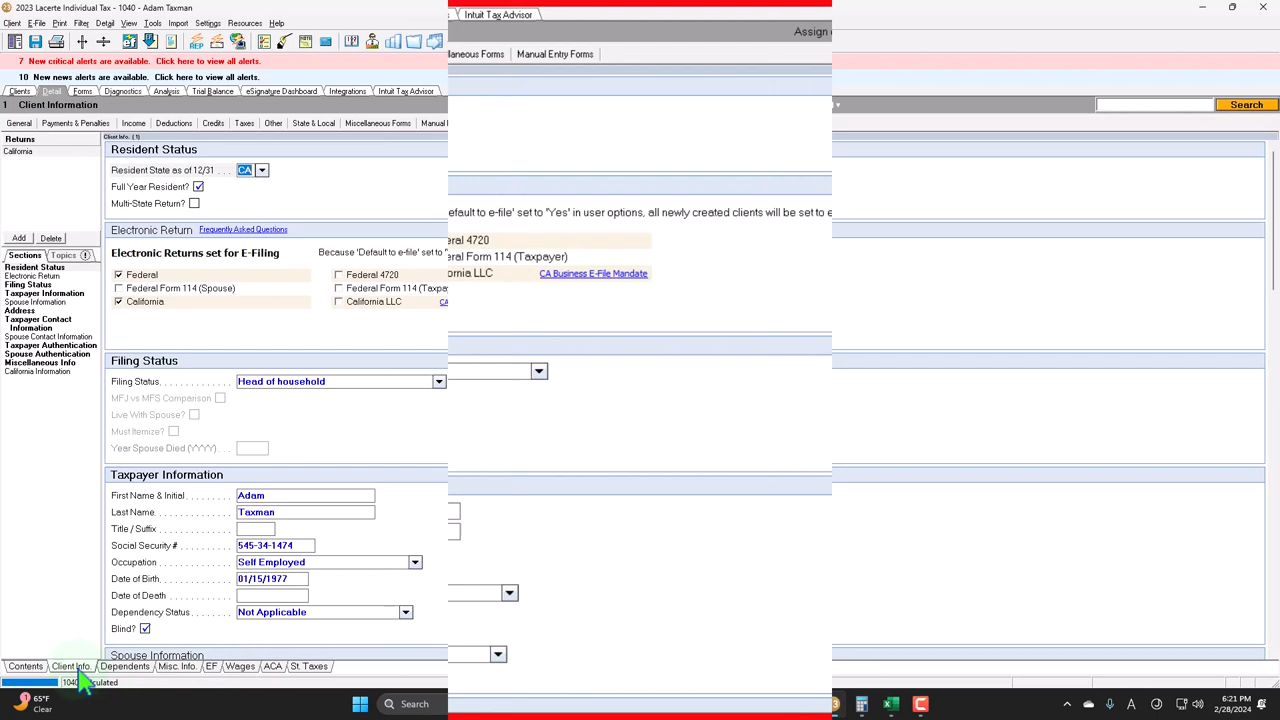 2023 Lacerte Individual Tax - 1040 - Adam Taxman
Intuit Tax Advisor
Client E-File Print Filter Detail View Tools Import Settings Resources Help
Assign
llaneous Forms Manual Entry Forms
7 New critical alerts are available. Click here to view all alerts.
10 New news alerts are available. Click here to view all alerts.
Clients Detail Forms Diagnostics Analysis Trial Balance eSignature Dashboard Integrations Intuit Tax Advisor
1 Client Information
Search
General Payments & Penalties Income Deductions Credits Taxes Other State & Local Miscellaneous Forms Manual
Returns
California
Add Delete
Sections Topics
Resident Status
Electronic Return
Filing Status
Taxpayer Information
Spouse Information
Address
Taxpayer Contact
Information
Spouse Contact Information
Taxpayer Authentication
Spouse Authentication
Miscellaneous Info
California Information
Client Info. (1)
Resident Status
Resident State as of 12/31 . . . CA
Full Year Resident?
Multi-State Return?
Electronic Return Frequently Asked Questions
Electronic Returns set for E-Filing Because 'Default to e-file' set to "
Federal Federal 4720
Federal Form 114 (Spouse) Federal Form 114 (Taxpa
California California LLC CA
efault to e-file' set to "Yes" in user options, all newly created clients will be set to e
eral 4720
eral Form 114 (Taxpayer)
ornia LLC CA Business E-File Mandate
Filing Status
Filing Status. . . . . . . . . . . . . Head of household
MFJ vs MFS Comparison
Live With Spouse?
Must Itemize?
Year Spouse Died (YYYY). . .
Taxpayer Information
First Name & Initial . . . . . . . . . Adam
Last Name. . . . . . . . . . . . . . Taxman
Title / Suffix . . . . . . . . . . . .
Social Security # . . . . . . . . . . 545-34-1474
Occupation . . . . . . . . . . . . . Self Employed
Date of Birth. . . . . . . . . . . . . 01/15/1977
Date of Death . . . . . . . . . . . .
Dependency Status . . . . . . . . Not Applicable
Blind?
Spouse Information
Contents Client Info. Dependents Misc. Info. EF Wages ACA St. Taxes
65°F
Clear
Search
6:21 PM
2/28/2024